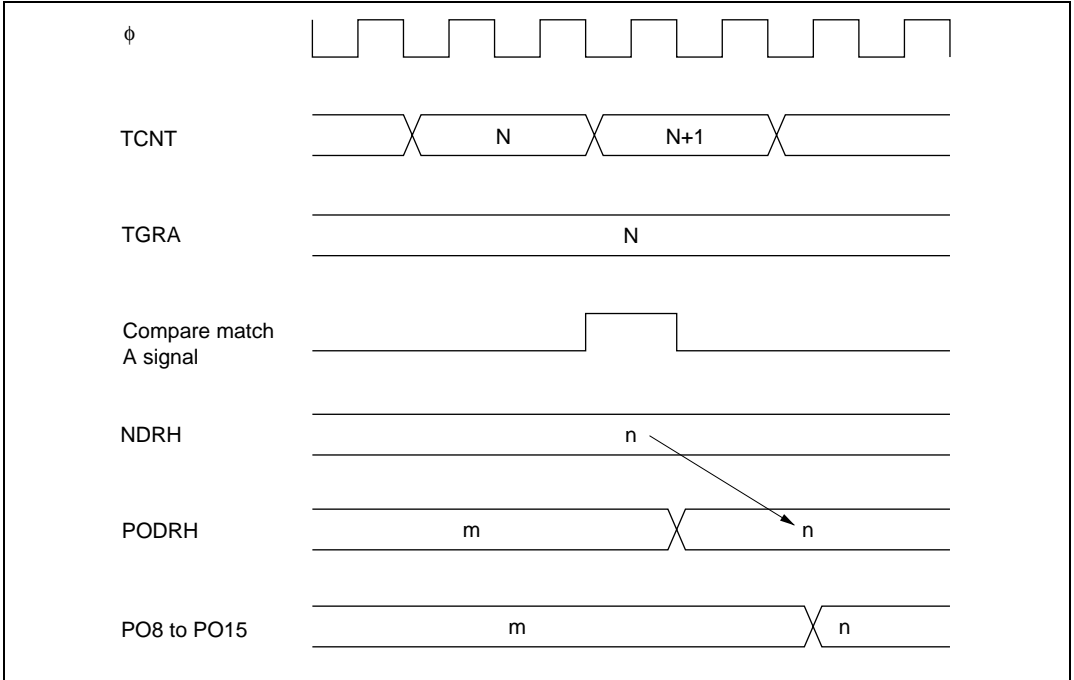 ϕ
TCNT
N
N+1
TGRA
N
Compare match
A signal
NDRH
n
PODRH
m
n
PO8 to PO15
m
n